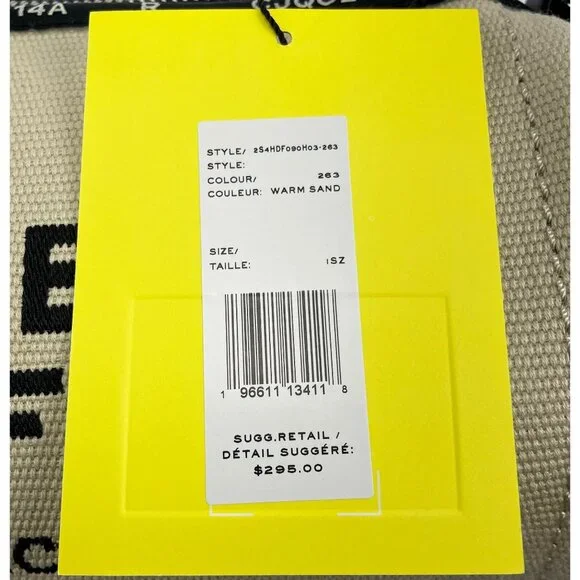 14A
STYLE/ 2S4HDF090H03-263
STYLE:
COLOUR/ 263
COULEUR: WARM SAND
SIZE/
TAILLE: 1SZ
1 96611 13411 8
SUGG.RETAIL /
DÉTAIL SUGGÉRÉ:
$295.00
E
C